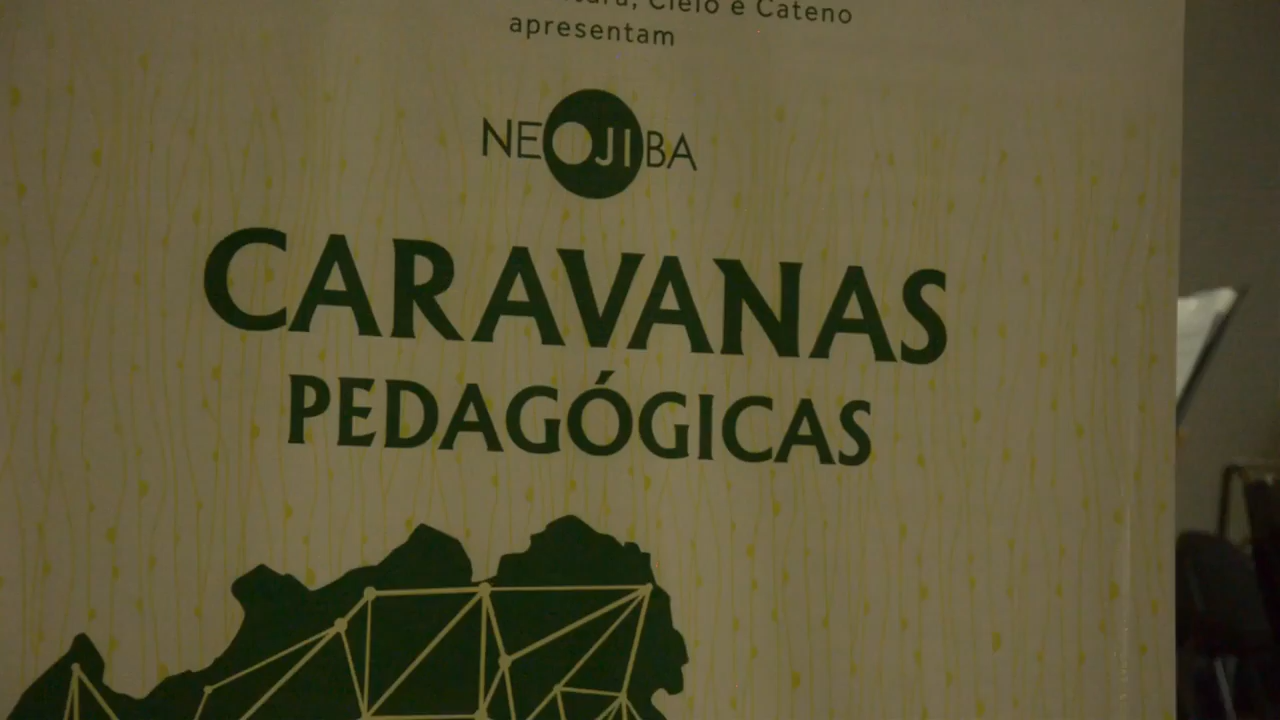 Cielo e Cateno
apresentam
NEOJIBA
CARAVANAS
PEDAGÓGICAS